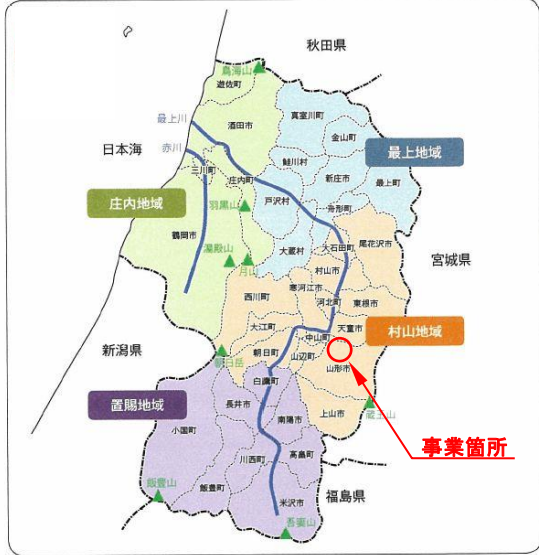 秋田県
鳥海山
遊佐町
真室川町
最上川
酒田市
金山町
日本海
赤川
最上地域
鮭川村
三川町
庄内町
新庄市
最上町
庄内地域
羽黒山
戸沢村
舟形町
鶴岡市
大石田町
尾花沢市
大蔵村
湯殿山
月山
村山市
宮城県
西川町
寒河江市
河北町
東根市
大江町
天童市
中山町
村山地域
新潟県
朝日町
山辺町
朝日岳
山形市
白鷹町
置賜地域
長井市
上山市
蔵王山
小国町
南陽市
事業箇所
川西町
高畠町
飯豊山
飯豊町
米沢市
福島県
吾妻山